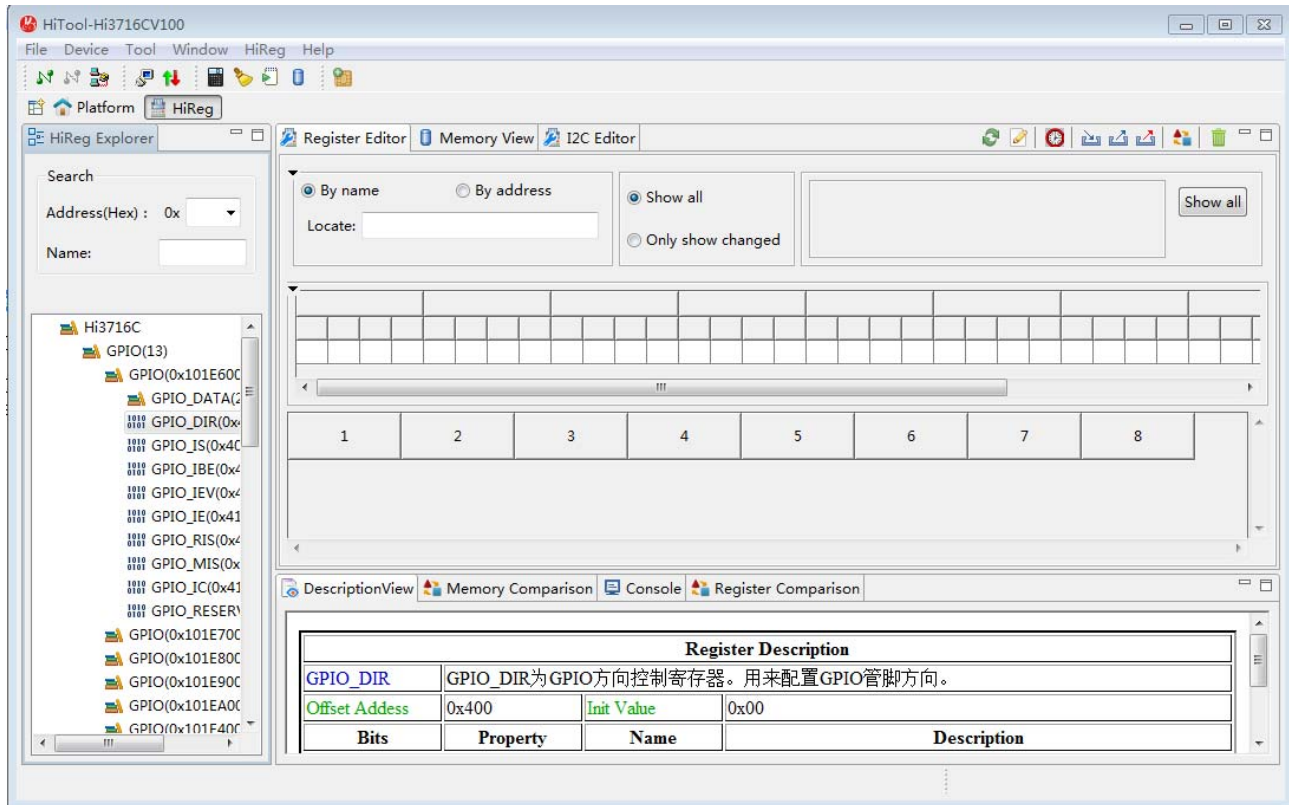 HiTool-Hi3716CV100
File Device Tool Window HiReg Help
Platform HiReg
HiReg Explorer
Search
Address(Hex) : 0x
Name:
Hi3716C
GPIO(13)
GPIO(0x101E600
GPIO_DATA(2
GPIO_DIR(0x4
GPIO_IS(0x40
GPIO_IBE(0x4
GPIO_IEV(0x4
GPIO_IE(0x41
GPIO_RIS(0x4
GPIO_MIS(0x
GPIO_IC(0x41
GPIO_RESERV
GPIO(0x101E700
GPIO(0x101E800
GPIO(0x101E900
GPIO(0x101EA00
GPIO(0x101F400
Register Editor Memory View I2C Editor
By name By address
Locate:
Show all
Only show changed
Show all
1 2 3 4 5 6 7 8
DescriptionView Memory Comparison Console Register Comparison
Register Description
GPIO_DIR GPIO_DIR为GPIO方向控制寄存器。用来配置GPIO管脚方向。
Offset Addess 0x400 Init Value 0x00
Bits Property Name Description